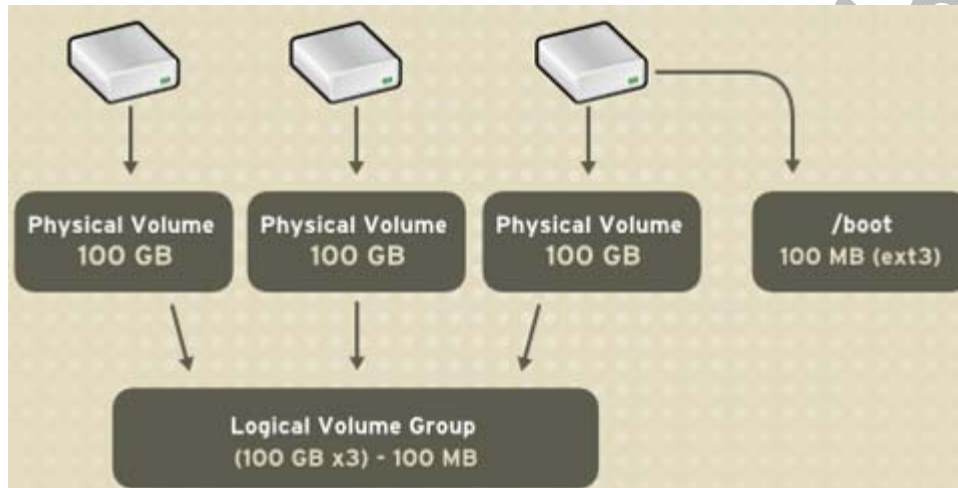 Physical Volume
100 GB
Physical Volume
100 GB
Physical Volume
100 GB
/boot
100 MB (ext3)
Logical Volume Group
(100 GB x3) - 100 MB